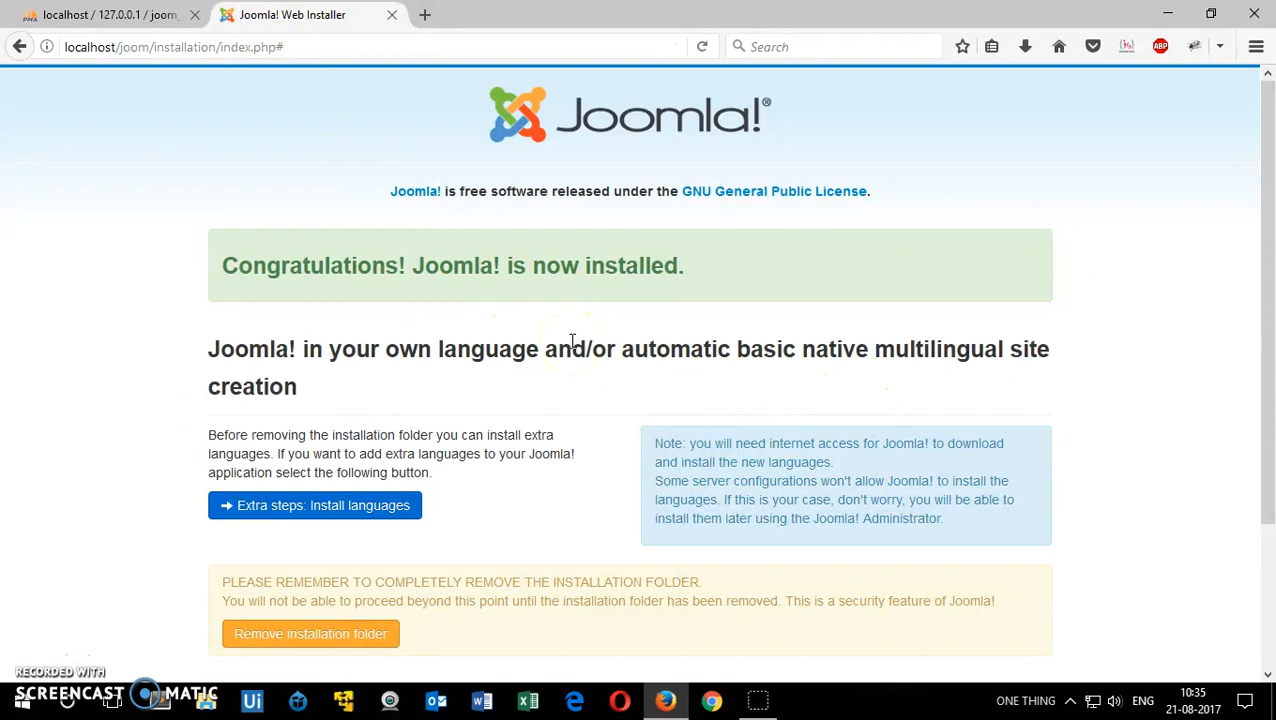 localhost / 127.0.0.1 / joom
Joomla! Web Installer
localhost/joom/installation/index.php#
Search
ABP
Joomla!®
Joomla! is free software released under the GNU General Public License.
Congratulations! Joomla! is now installed.
Joomla! in your own language and/or automatic basic native multilingual site
creation
Before removing the installation folder you can install extra
languages. If you want to add extra languages to your Joomla!
application select the following button.
Extra steps: Install languages
Note: you will need internet access for Joomla! to download
and install the new languages.
Some server configurations won't allow Joomla! to install the
languages. If this is your case, don't worry, you will be able to
install them later using the Joomla! Administrator.
PLEASE REMEMBER TO COMPLETELY REMOVE THE INSTALLATION FOLDER.
You will not be able to proceed beyond this point until the installation folder has been removed. This is a security feature of Joomla!
Remove installation folder
RECORDED WITH
SCREENCAST MATIC
Ui
ONE THING
ENG
10:35
21-08-2017